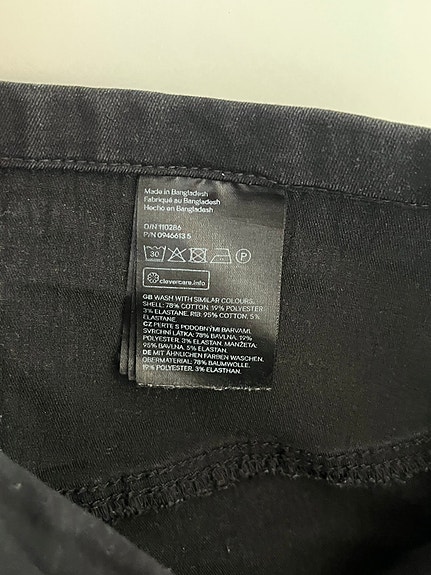 Made in Bangladesh
Fabriqué au Bangladesh
Hecho en Bangladesh
D/N 110286
P/N 0946613 5
30
P
clevercare.info
GB WASH WITH SIMILAR COLOURS.
SHELL: 78% COTTON, 19% POLYESTER,
3% ELASTANE. RIB: 95% COTTON, 5%
ELASTANE.
CZ PERTE S PODOBNÝMI BARVAMI.
SVRCHNÍ LÁTKA: 78% BAVLNA, 19%
POLYESTER, 3% ELASTAN. MANŽETA:
95% BAVLNA, 5% ELASTAN.
DE MIT ÄHNLICHEN FARBEN WASCHEN.
OBERMATERIAL: 78% BAUMWOLLE,
19% POLYESTER, 3% ELASTHAN.